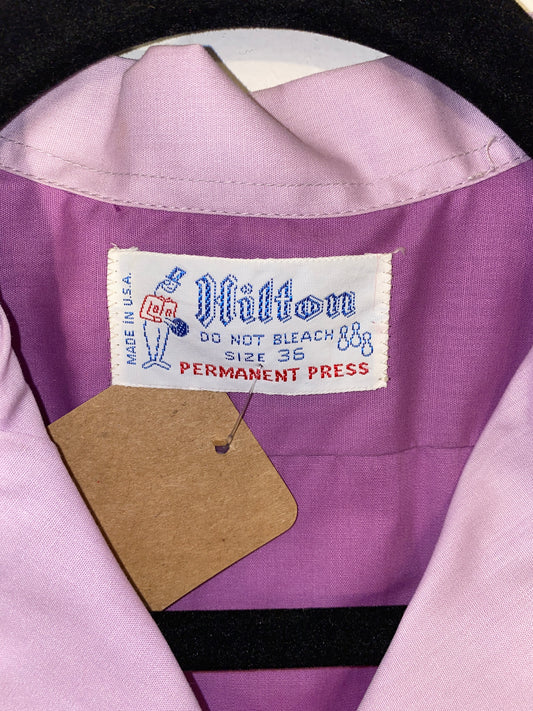 MADE IN U.S.A.
Hilton
DO NOT BLEACH
SIZE 36
PERMANENT PRESS